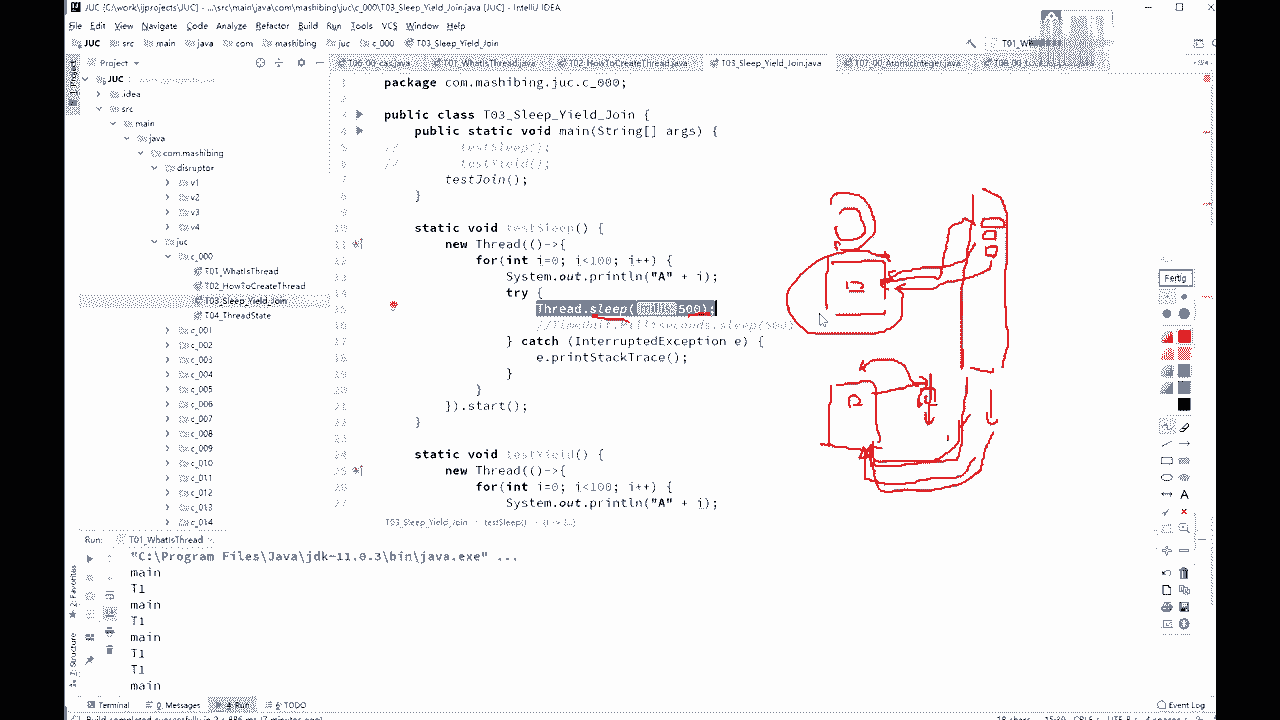 JUC [C:\work\ijprojects\JUC] - ...\src\main\java\com\mashibing\juc\c_000\T03_Sleep_Yield_Join.java [JUC] - IntelliJ IDEA
File Edit View Navigate Code Analyze Refactor Build Run Tools VCS Window Help
JUC src main java com mashibing juc c_000 T03_Sleep_Yield_Join
Project
T01_WhatIsThread.java T02_HowToCreateThread.java T03_Sleep_Yield_Join.java T00_AtomicInteger.java
JUC
.idea
src
main
java
com.mashibing
disruptor
v1
v2
v3
v4
juc
c_000
T01_WhatIsThread
T02_HowToCreateThread
T03_Sleep_Yield_Join
T04_ThreadState
c_001
c_002
c_003
c_004
c_005
c_006
c_007
c_008
c_009
c_010
c_011
c_012
c_013
c_014
package com.mashibing.juc.c_000;
public class T03_Sleep_Yield_Join {
public static void main(String[] args) {
// testSleep();
// testYield();
testJoin();
}
static void testSleep() {
new Thread(()->{
for(int i=0; i<100; i++) {
System.out.println("A" + i);
try {
Thread.sleep( 500);
//TimeUnit.Milliseconds.sleep(500)
} catch (InterruptedException e) {
e.printStackTrace();
}
}
}).start();
}
static void testYield() {
new Thread(()->{
for(int i=0; i<100; i++) {
System.out.println("A" + i);
T03_Sleep_Yield_Join testSleep()
Fertig
A
Run: T01_WhatIsThread
"C:\Program Files\Java\jdk-11.0.3\bin\java.exe" ...
main
T1
main
T1
main
T1
T1
main
2: Favorites
Structure
Terminal 0: Messages 4: Run 6: TODO
Event Log